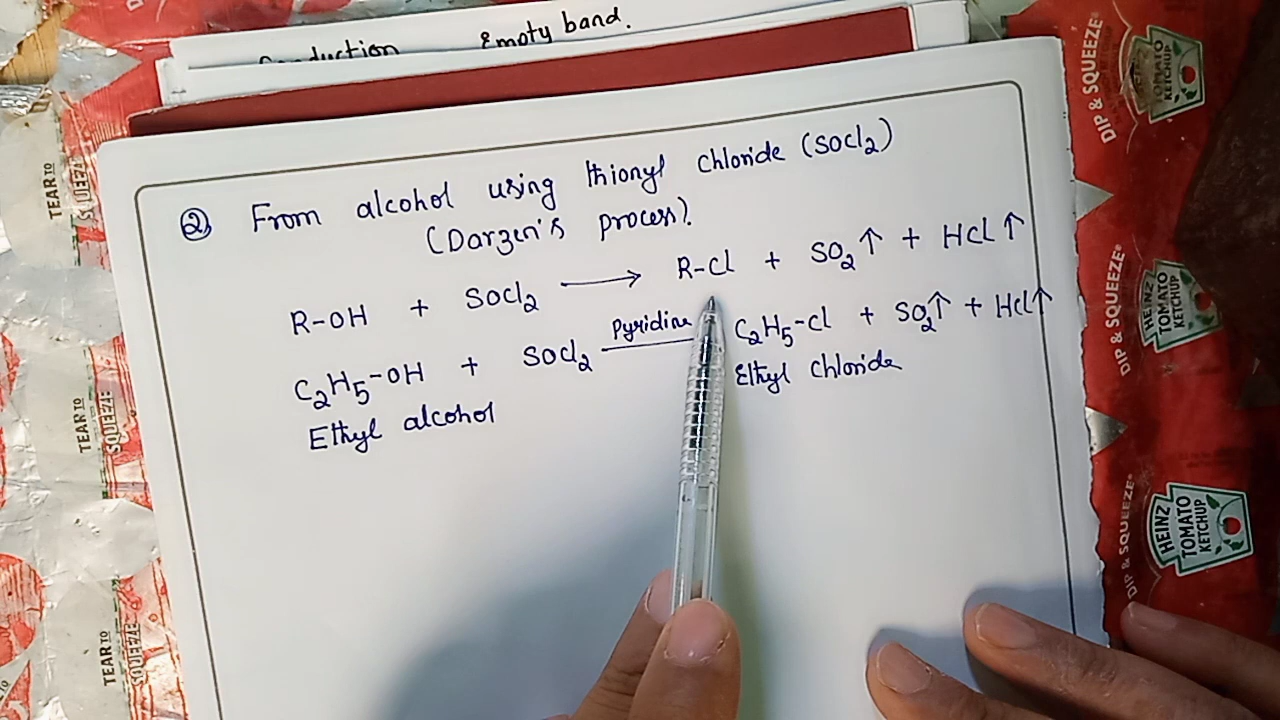 Conduction Emoty band.
② From alcohol using thionyl chloride (SOCl₂)
(Darzen's process).
R-OH + SOCl₂ ⟶ R-Cl + SO₂↑ + HCl↑
C₂H₅-OH + SOCl₂ Pyridine C₂H₅-Cl + SO₂↑ + HCl↑
Ethyl alcohol Ethyl chloride
TEAR TO
SQUEEZE
TEAR TO
SQUEEZE
TEAR TO
SQUEEZE
DIP & SQUEEZE®
TOMATO
KETCHUP
DIP & SQUEEZE®
HEINZ
TOMATO
KETCHUP
DIP & SQUEEZE®
HEINZ
TOMATO
KETCHUP